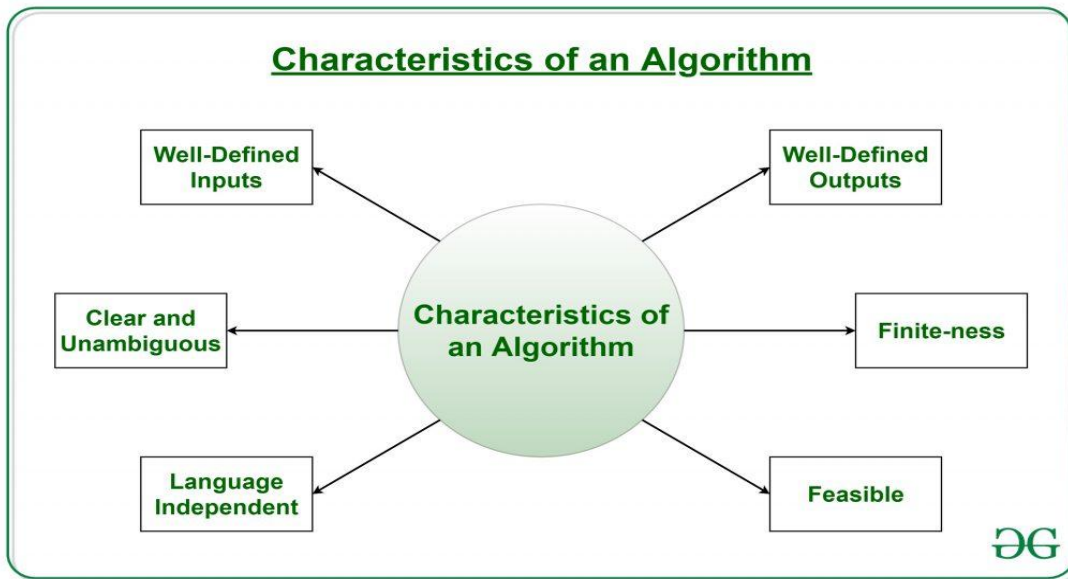 Characteristics of an Algorithm
Well-Defined
Inputs
Well-Defined
Outputs
Clear and
Unambiguous
Characteristics of
an Algorithm
Finite-ness
Language
Independent
Feasible